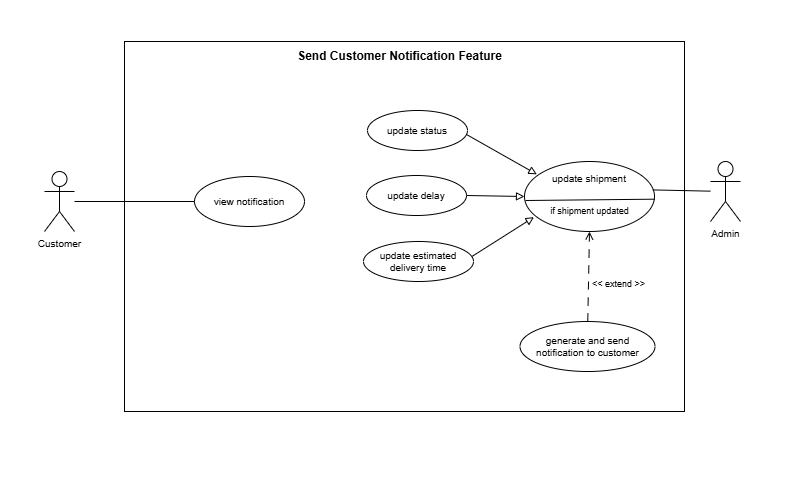 Send Customer Notification Feature
update status
update shipment
update delay
view notification
if shipment updated
Customer
Admin
update estimated
delivery time
<< extend >>
generate and send
notification to customer